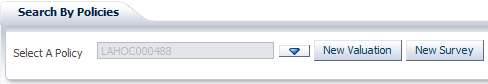 Search By Policies
Select A Policy LAHOC000488 New Valuation New Survey